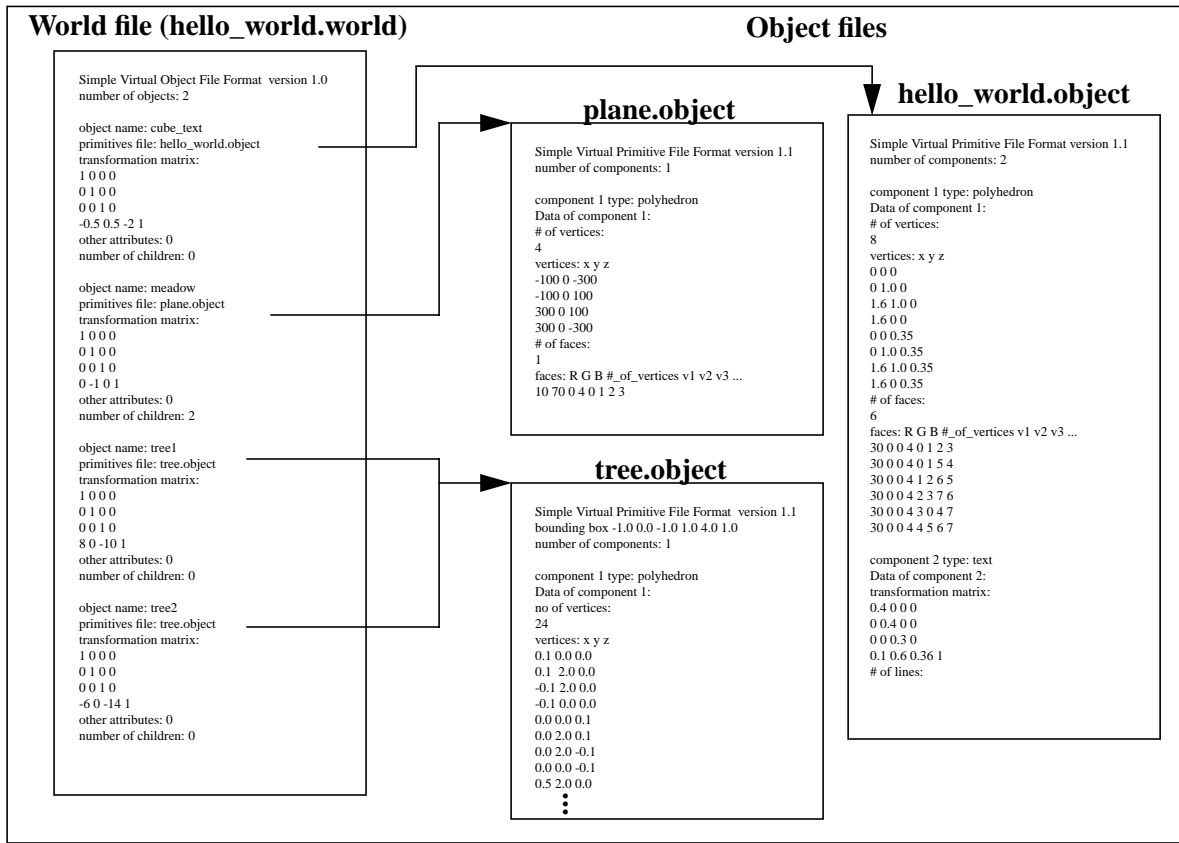 World file (hello_world.world)
Simple Virtual Object File Format  version 1.0
number of objects: 2
object name: cube_text
primitives file: hello_world.object
transformation matrix:
1 0 0 0
0 1 0 0
0 0 1 0
-0.5 0.5 -2 1
other attributes: 0
number of children: 0
object name: meadow
primitives file: plane.object
transformation matrix:
1 0 0 0
0 1 0 0
0 0 1 0
0 -1 0 1
other attributes: 0
number of children: 2
object name: tree1
primitives file: tree.object
transformation matrix:
1 0 0 0
0 1 0 0
0 0 1 0
8 0 -10 1
other attributes: 0
number of children: 0
object name: tree2
primitives file: tree.object
transformation matrix:
1 0 0 0
0 1 0 0
0 0 1 0
-6 0 -14 1
other attributes: 0
number of children: 0
Object files
plane.object
Simple Virtual Primitive File Format version 1.1
number of components: 1
component 1 type: polyhedron
Data of component 1:
# of vertices:
4
vertices: x y z
-100 0 -300
-100 0 100
300 0 100
300 0 -300
# of faces:
1
faces: R G B #_of_vertices v1 v2 v3 ...
10 70 0 4 0 1 2 3
tree.object
Simple Virtual Primitive File Format  version 1.1
bounding box -1.0 0.0 -1.0 1.0 4.0 1.0
number of components: 1
component 1 type: polyhedron
Data of component 1:
no of vertices:
24
vertices: x y z
0.1 0.0 0.0
0.1  2.0 0.0
-0.1 2.0 0.0
-0.1 0.0 0.0
0.0 0.0 0.1
0.0 2.0 0.1
0.0 2.0 -0.1
0.0 0.0 -0.1
0.5 2.0 0.0
hello_world.object
Simple Virtual Primitive File Format version 1.1
number of components: 2
component 1 type: polyhedron
Data of component 1:
# of vertices:
8
vertices: x y z
0 0 0
0 1.0 0
1.6 1.0 0
1.6 0 0
0 0 0.35
0 1.0 0.35
1.6 1.0 0.35
1.6 0 0.35
# of faces:
6
faces: R G B #_of_vertices v1 v2 v3 ...
30 0 0 4 0 1 2 3
30 0 0 4 0 1 5 4
30 0 0 4 1 2 6 5
30 0 0 4 2 3 7 6
30 0 0 4 3 0 4 7
30 0 0 4 4 5 6 7
component 2 type: text
Data of component 2:
transformation matrix:
0.4 0 0 0
0 0.4 0 0
0 0 0.3 0
0.1 0.6 0.36 1
# of lines: